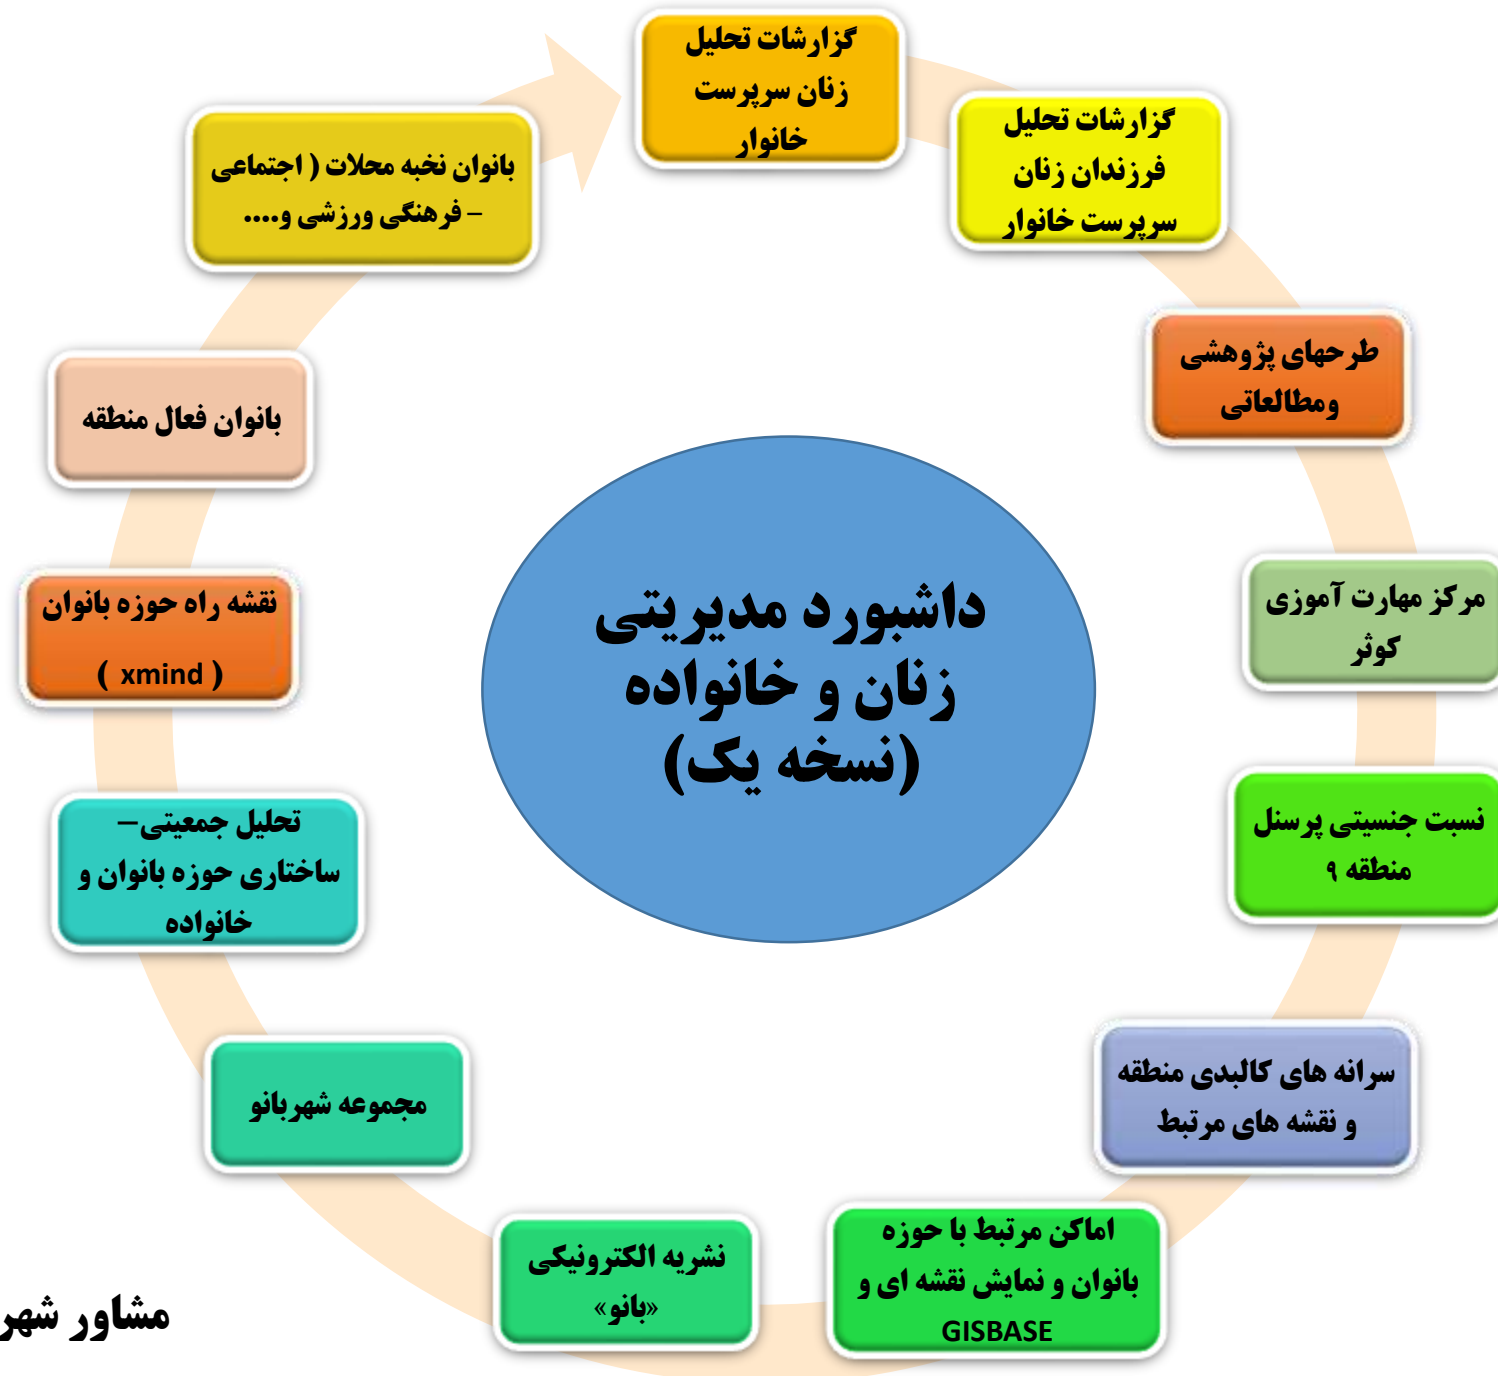 گزارشات تحلیل
زنان سرپرست
خانوار
گزارشات تحلیل
فرزندان زنان
سرپرست خانوار
طرحهای پژوهشی
ومطالعاتی
مرکز مهارت آموزی
کوثر
نسبت جنسیتی پرسنل
منطقه ۹
سرانه های کالبدی منطقه
و نقشه های مرتبط
اماکن مرتبط با حوزه
بانوان و نمایش نقشه ای و
GISBASE
نشریه الکترونیکی
«بانو»
مجموعه شهربانو
تحلیل جمعیتی–
ساختاری حوزه بانوان و
خانواده
نقشه راه حوزه بانوان
( xmind )
بانوان فعال منطقه
بانوان نخبه محلات ( اجتماعی
– فرهنگی ورزشی و....
داشبورد مدیریتی
زنان و خانواده
(نسخه یک)
مشاور شهر